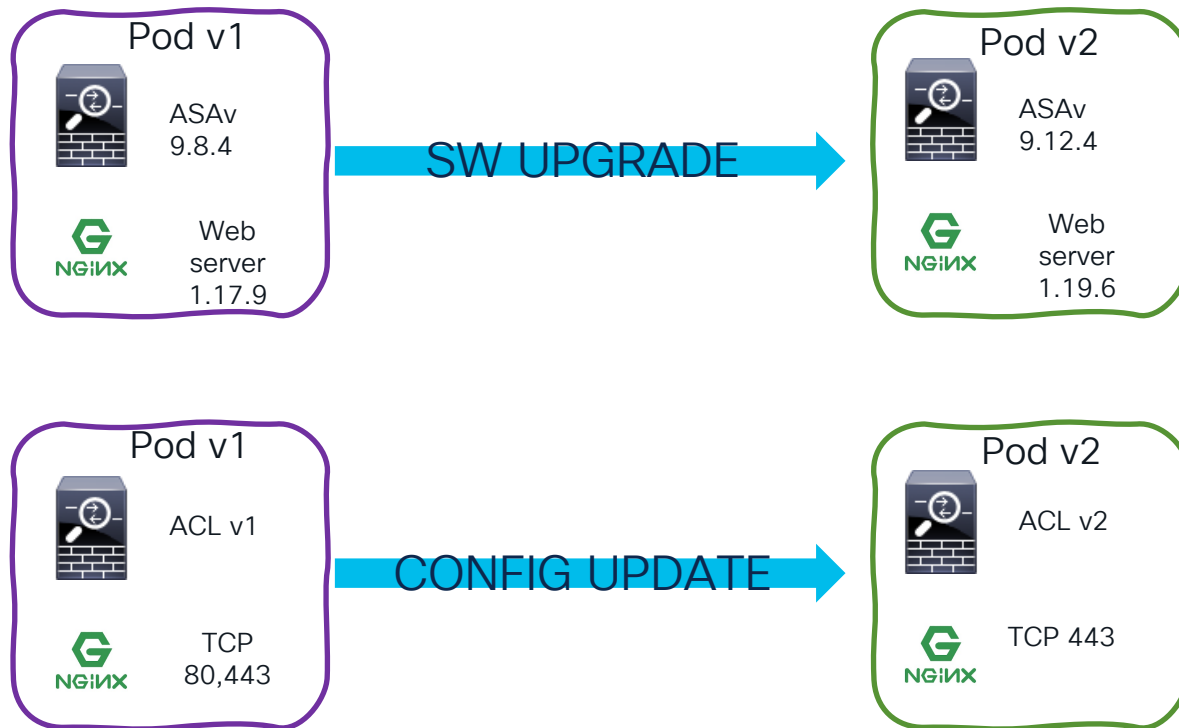 Pod v1
ASAv
9.8.4
NGiNX
Web
server
1.17.9
SW UPGRADE
Pod v2
ASAv
9.12.4
NGiNX
Web
server
1.19.6
Pod v1
ACL v1
NGiNX
TCP
80,443
CONFIG UPDATE
Pod v2
ACL v2
NGiNX
TCP 443